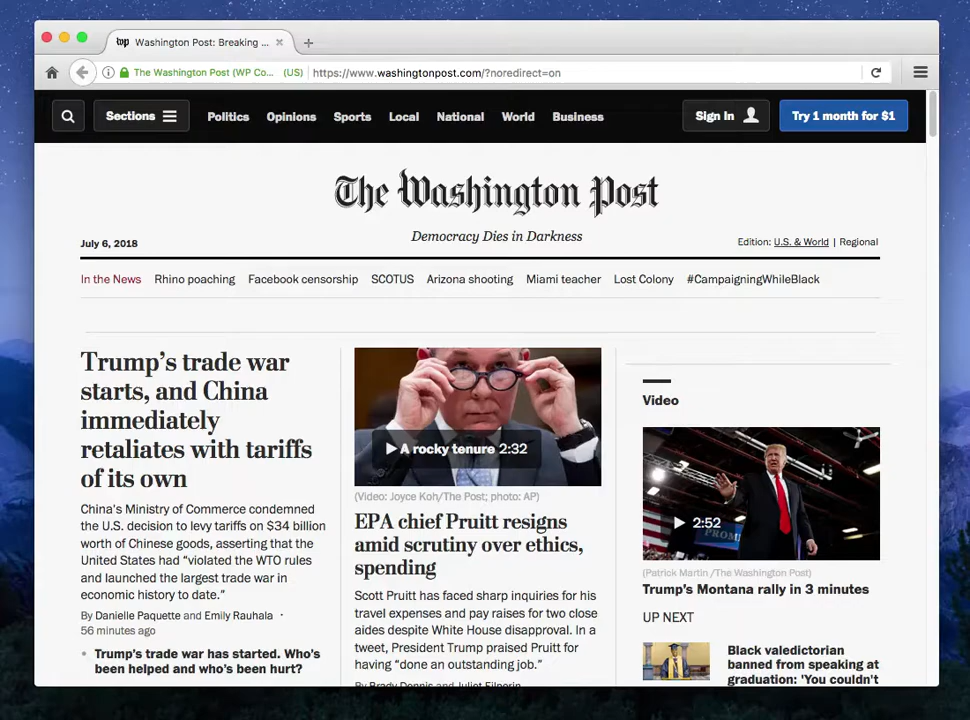 wp Washington Post: Breaking ... × +
The Washington Post (WP Co... (US) https://www.washingtonpost.com/?noredirect=on
Sections Politics Opinions Sports Local National World Business Sign In Try 1 month for $1
The Washington Post
Democracy Dies in Darkness
July 6, 2018
Edition: U.S. & World | Regional
In the News Rhino poaching Facebook censorship SCOTUS Arizona shooting Miami teacher Lost Colony #CampaigningWhileBlack
Trump’s trade war
starts, and China
immediately
retaliates with tariffs
of its own
China's Ministry of Commerce condemned
the U.S. decision to levy tariffs on $34 billion
worth of Chinese goods, asserting that the
United States had “violated the WTO rules
and launched the largest trade war in
economic history to date.”
By Danielle Paquette and Emily Rauhala ·
56 minutes ago
Trump’s trade war has started. Who’s
been helped and who’s been hurt?
A rocky tenure 2:32
(Video: Joyce Koh/The Post; photo: AP)
EPA chief Pruitt resigns
amid scrutiny over ethics,
spending
Scott Pruitt has faced sharp inquiries for his
travel expenses and pay raises for two close
aides despite White House disapproval. In a
tweet, President Trump praised Pruitt for
having “done an outstanding job.”
By Brady Dennis and Juliet Eilperin
Video
2:52
PROM
(Patrick Martin /The Washington Post)
Trump’s Montana rally in 3 minutes
UP NEXT
Black valedictorian
banned from speaking at
graduation: 'You couldn't